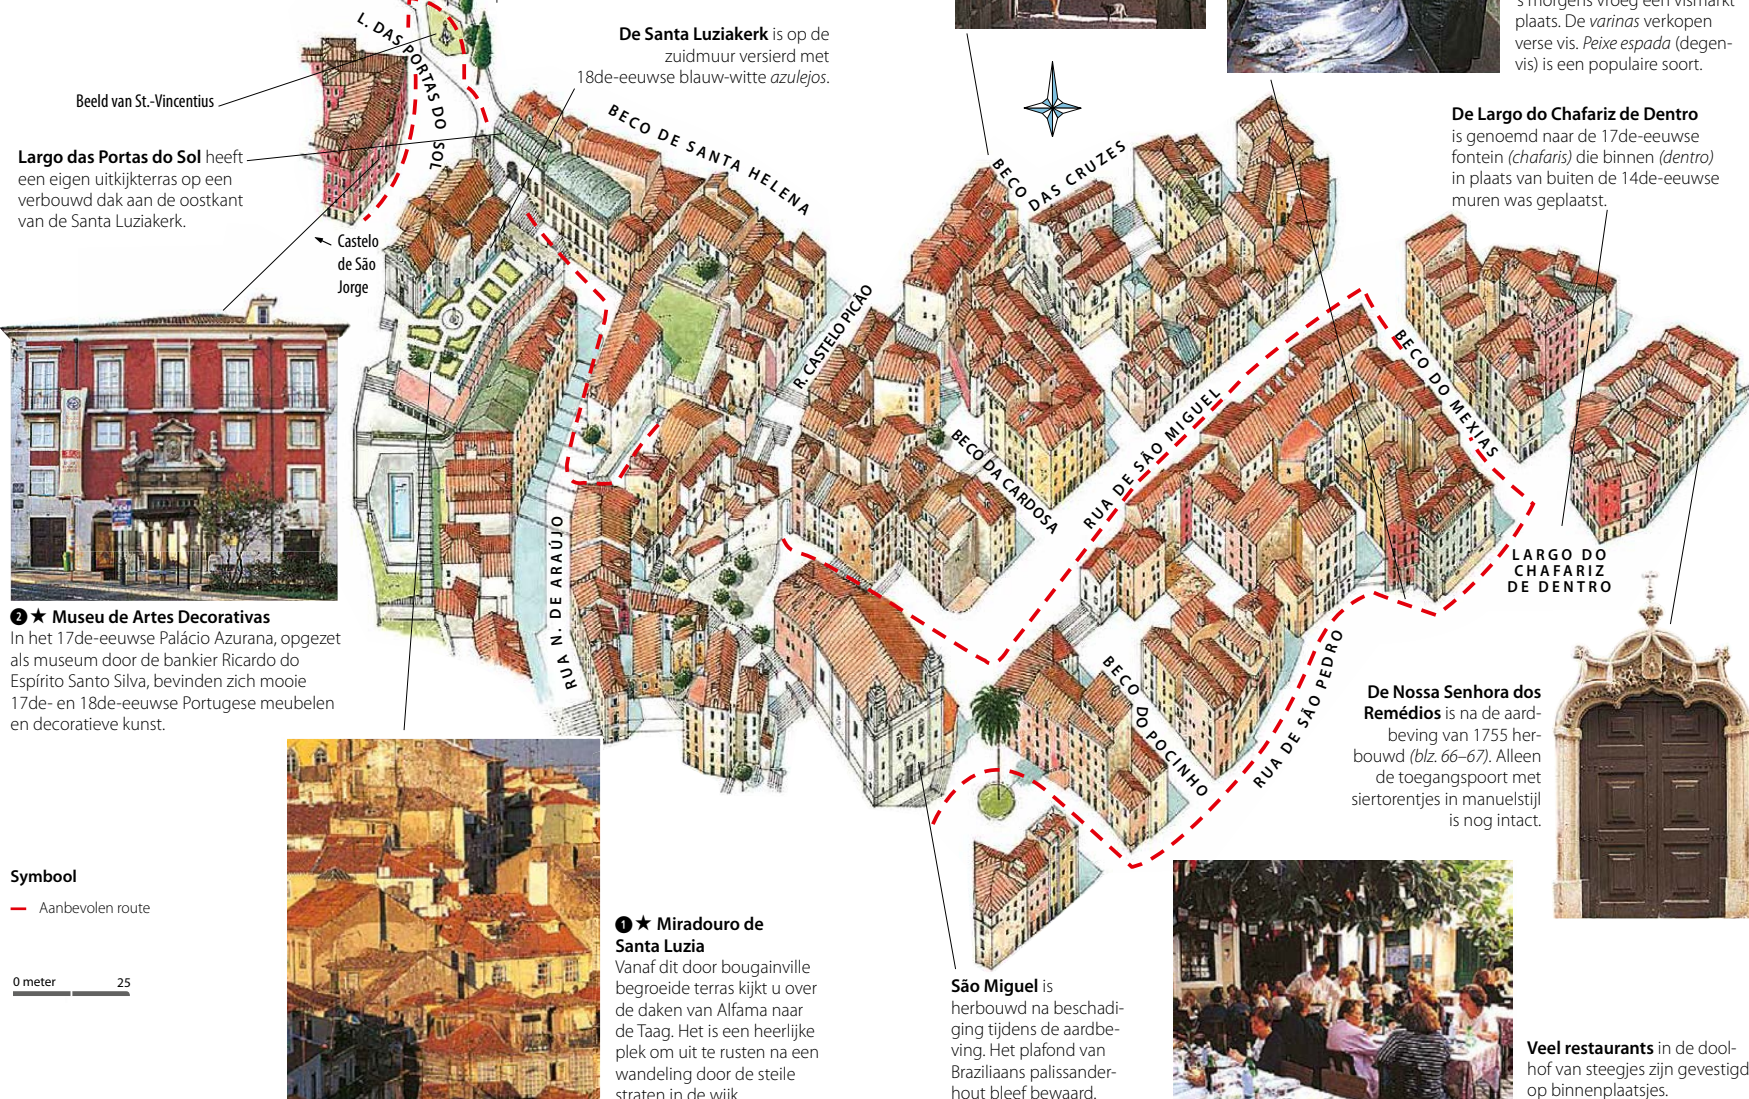 's morgens vroeg een vismarkt
plaats. De varinas verkopen
verse vis. Peixe espada (degen-
vis) is een populaire soort.
De Santa Luziakerk is op de
zuidmuur versierd met
18de-eeuwse blauw-witte azulejos.
L. DAS PORTAS DO SOL
Beeld van St.-Vincentius
Largo das Portas do Sol heeft
een eigen uitkijkterras op een
verbouwd dak aan de oostkant
van de Santa Luziakerk.
Castelo
de São
Jorge
BECO DE SANTA HELENA
BECO DAS CRUZES
De Largo do Chafariz de Dentro
is genoemd naar de 17de-eeuwse
fontein (chafaris) die binnen (dentro)
in plaats van buiten de 14de-eeuwse
muren was geplaatst.
R. CASTELO PICÃO
BECO DA CARDOSA
RUA DE SÃO MIGUEL
BECO DO MEXIAS
RUA N. DE ARAÚJO
LARGO DO
CHAFARIZ
DE DENTRO
BECO DO POCINHO
RUA DE SÃO PEDRO
2 ★ Museu de Artes Decorativas
In het 17de-eeuwse Palácio Azurana, opgezet
als museum door de bankier Ricardo do
Espírito Santo Silva, bevinden zich mooie
17de- en 18de-eeuwse Portugese meubelen
en decoratieve kunst.
De Nossa Senhora dos
Remédios is na de aard-
beving van 1755 her-
bouwd (blz. 66–67). Alleen
de toegangspoort met
siertorentjes in manuelstijl
is nog intact.
Symbool
Aanbevolen route
0 meter 25
1 ★ Miradouro de
Santa Luzia
Vanaf dit door bougainville
begroeide terras kijkt u over
de daken van Alfama naar
de Taag. Het is een heerlijke
plek om uit te rusten na een
wandeling door de steile
straten in de wijk.
São Miguel is
herbouwd na beschadi-
ging tijdens de aardbe-
ving. Het plafond van
Braziliaans palissander-
hout bleef bewaard.
Veel restaurants in de dool-
hof van steegjes zijn gevestigd
op binnenplaatsjes.